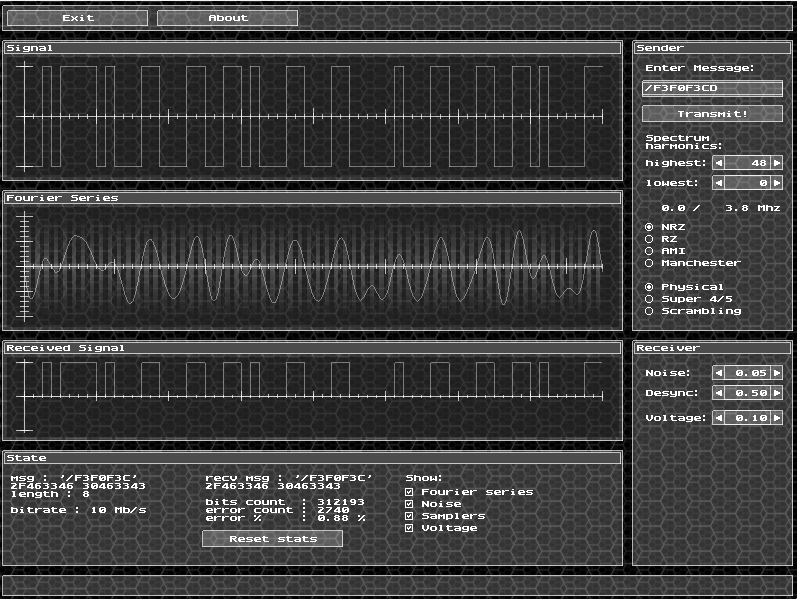 Exit About
Signal
Sender
Enter Message:
/F3F0F3CD
Transmit!
Spectrum
harmonics:
highest: 48
lowest: 0
0.0 / 3.8 Mhz
NRZ
RZ
AMI
Manchester
Physical
Super 4/5
Scrambling
Fourier Series
Received Signal
Receiver
Noise: 0.05
Desync: 0.50
Voltage: 0.10
State
msg : '/F3F0F3C'
2F463346 30463343
length : 8
bitrate : 10 Mb/s
recv msg : '/F3F0F3C'
2F463346 30463343
bits count : 312193
error count : 2740
error % : 0.88 %
Reset stats
Show:
Fourier series
Noise
Samplers
Voltage